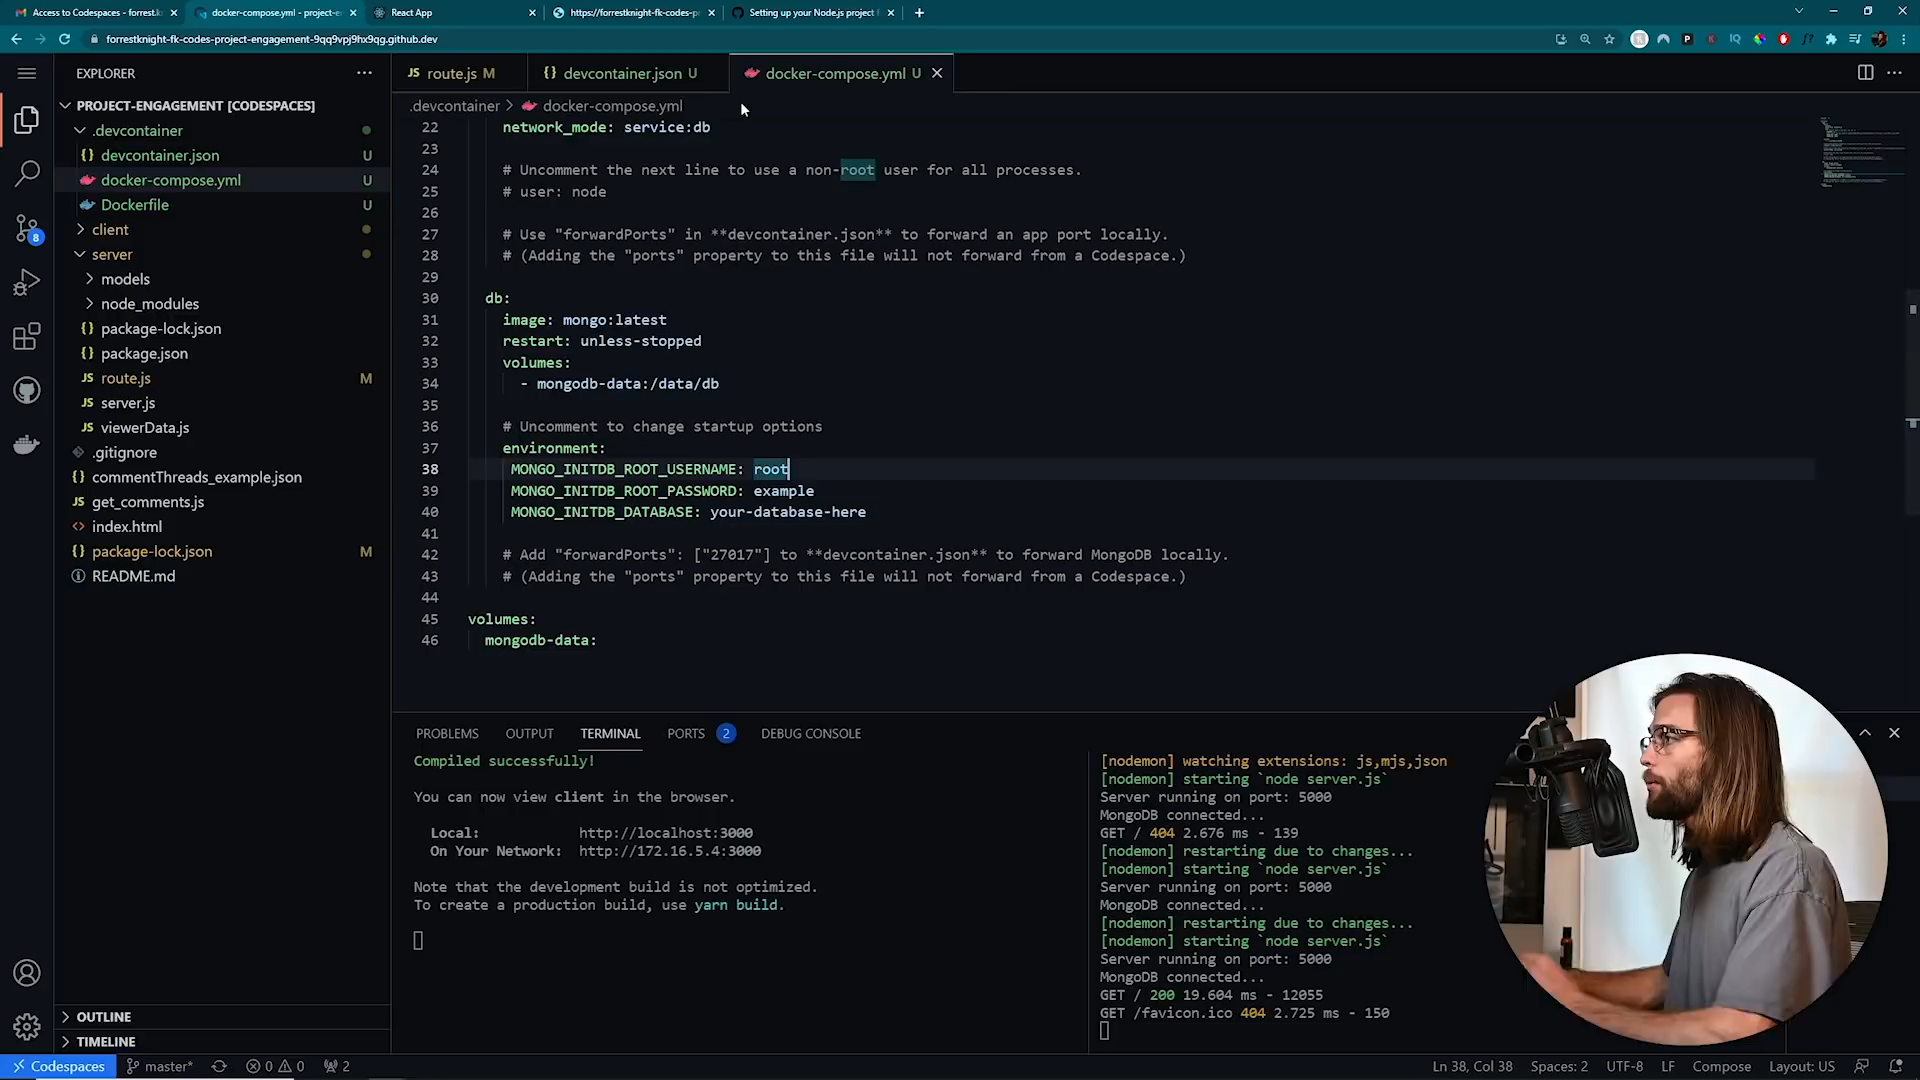 Access to Codespaces - forrest.k
docker-compose.yml - project-e
React App
https://forrestknight-fk-codes-p
Setting up your Node.js project f
forrestknight-fk-codes-project-engagement-9qq9vpj9hx9qg.github.dev
EXPLORER
PROJECT-ENGAGEMENT [CODESPACES]
.devcontainer
devcontainer.json U
docker-compose.yml U
Dockerfile U
client
server
models
node_modules
package-lock.json
package.json
JS route.js M
JS server.js
JS viewerData.js
.gitignore
commentThreads_example.json
JS get_comments.js
index.html
package-lock.json M
README.md
OUTLINE
TIMELINE
8
JS route.js M
{} devcontainer.json U
docker-compose.yml U
.devcontainer > docker-compose.yml
22 network_mode: service:db
23
24 # Uncomment the next line to use a non-root user for all processes.
25 # user: node
26
27 # Use "forwardPorts" in **devcontainer.json** to forward an app port locally.
28 # (Adding the "ports" property to this file will not forward from a Codespace.)
29
30 db:
31 image: mongo:latest
32 restart: unless-stopped
33 volumes:
34 - mongodb-data:/data/db
35
36 # Uncomment to change startup options
37 environment:
38 MONGO_INITDB_ROOT_USERNAME: root
39 MONGO_INITDB_ROOT_PASSWORD: example
40 MONGO_INITDB_DATABASE: your-database-here
41
42 # Add "forwardPorts": ["27017"] to **devcontainer.json** to forward MongoDB locally.
43 # (Adding the "ports" property to this file will not forward from a Codespace.)
44
45 volumes:
46 mongodb-data:
PROBLEMS OUTPUT TERMINAL PORTS 2 DEBUG CONSOLE
Compiled successfully!
You can now view client in the browser.
Local: http://localhost:3000
On Your Network: http://172.16.5.4:3000
Note that the development build is not optimized.
To create a production build, use yarn build.
[nodemon] watching extensions: js,mjs,json
[nodemon] starting `node server.js`
Server running on port: 5000
MongoDB connected...
GET / 404 2.676 ms - 139
[nodemon] restarting due to changes...
[nodemon] starting `node server.js`
Server running on port: 5000
MongoDB connected...
[nodemon] restarting due to changes...
[nodemon] starting `node server.js`
Server running on port: 5000
MongoDB connected...
GET / 200 19.604 ms - 12055
GET /favicon.ico 404 2.725 ms - 150
Codespaces master* 0 0 2 Ln 38, Col 38 Spaces: 2 UTF-8 LF Compose Layout: US